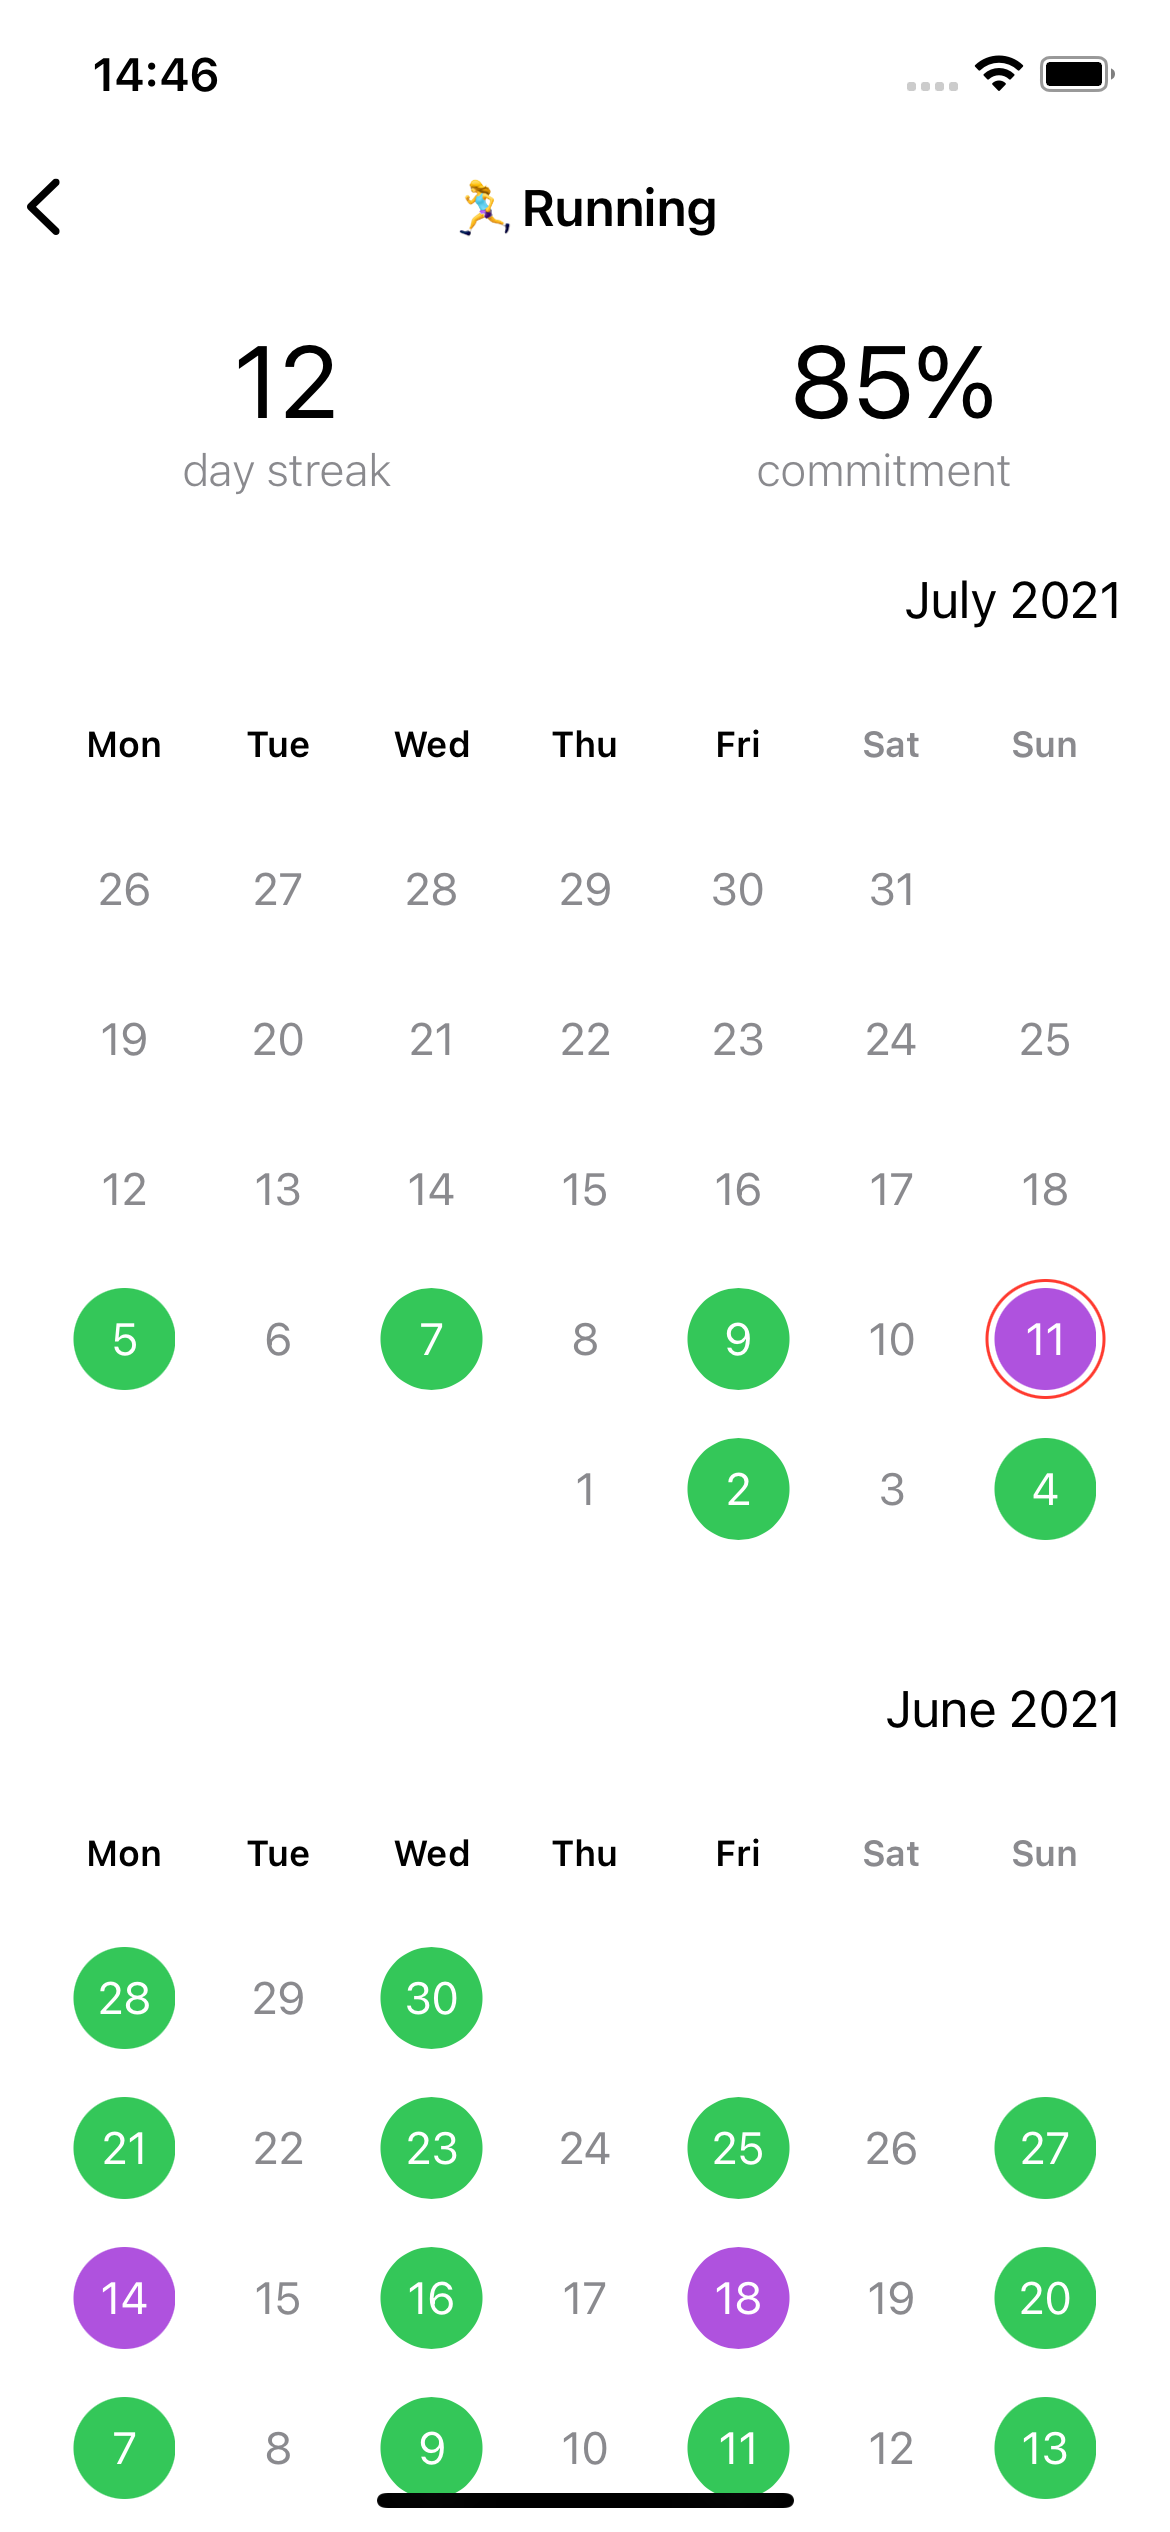 14:46
Running
12 85%
day streak commitment
July 2021
Mon Tue Wed Thu Fri Sat Sun
26 27 28 29 30 31
19 20 21 22 23 24 25
12 13 14 15 16 17 18
5 6 7 8 9 10 11
1 2 3 4
June 2021
Mon Tue Wed Thu Fri Sat Sun
28 29 30
21 22 23 24 25 26 27
14 15 16 17 18 19 20
7 8 9 10 11 12 13